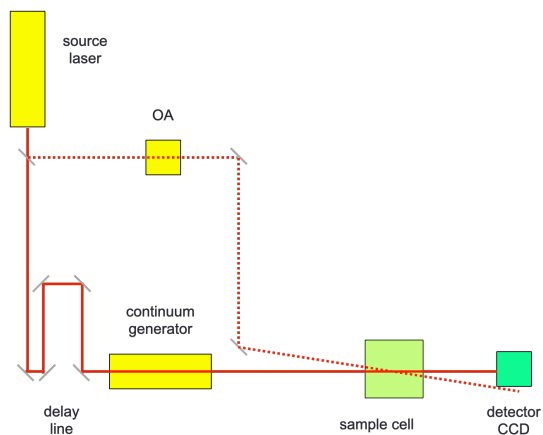 source
laser
OA
continuum
generator
delay
line
sample cell
detector
CCD